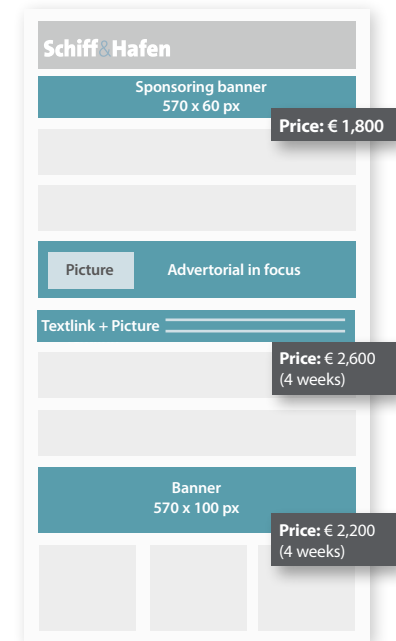 Schiff&Hafen
Sponsoring banner
570 x 60 px
Price: € 1,800
Picture
Advertorial in focus
Textlink + Picture
Price: € 2,600
(4 weeks)
Banner
570 x 100 px
Price: € 2,200
(4 weeks)